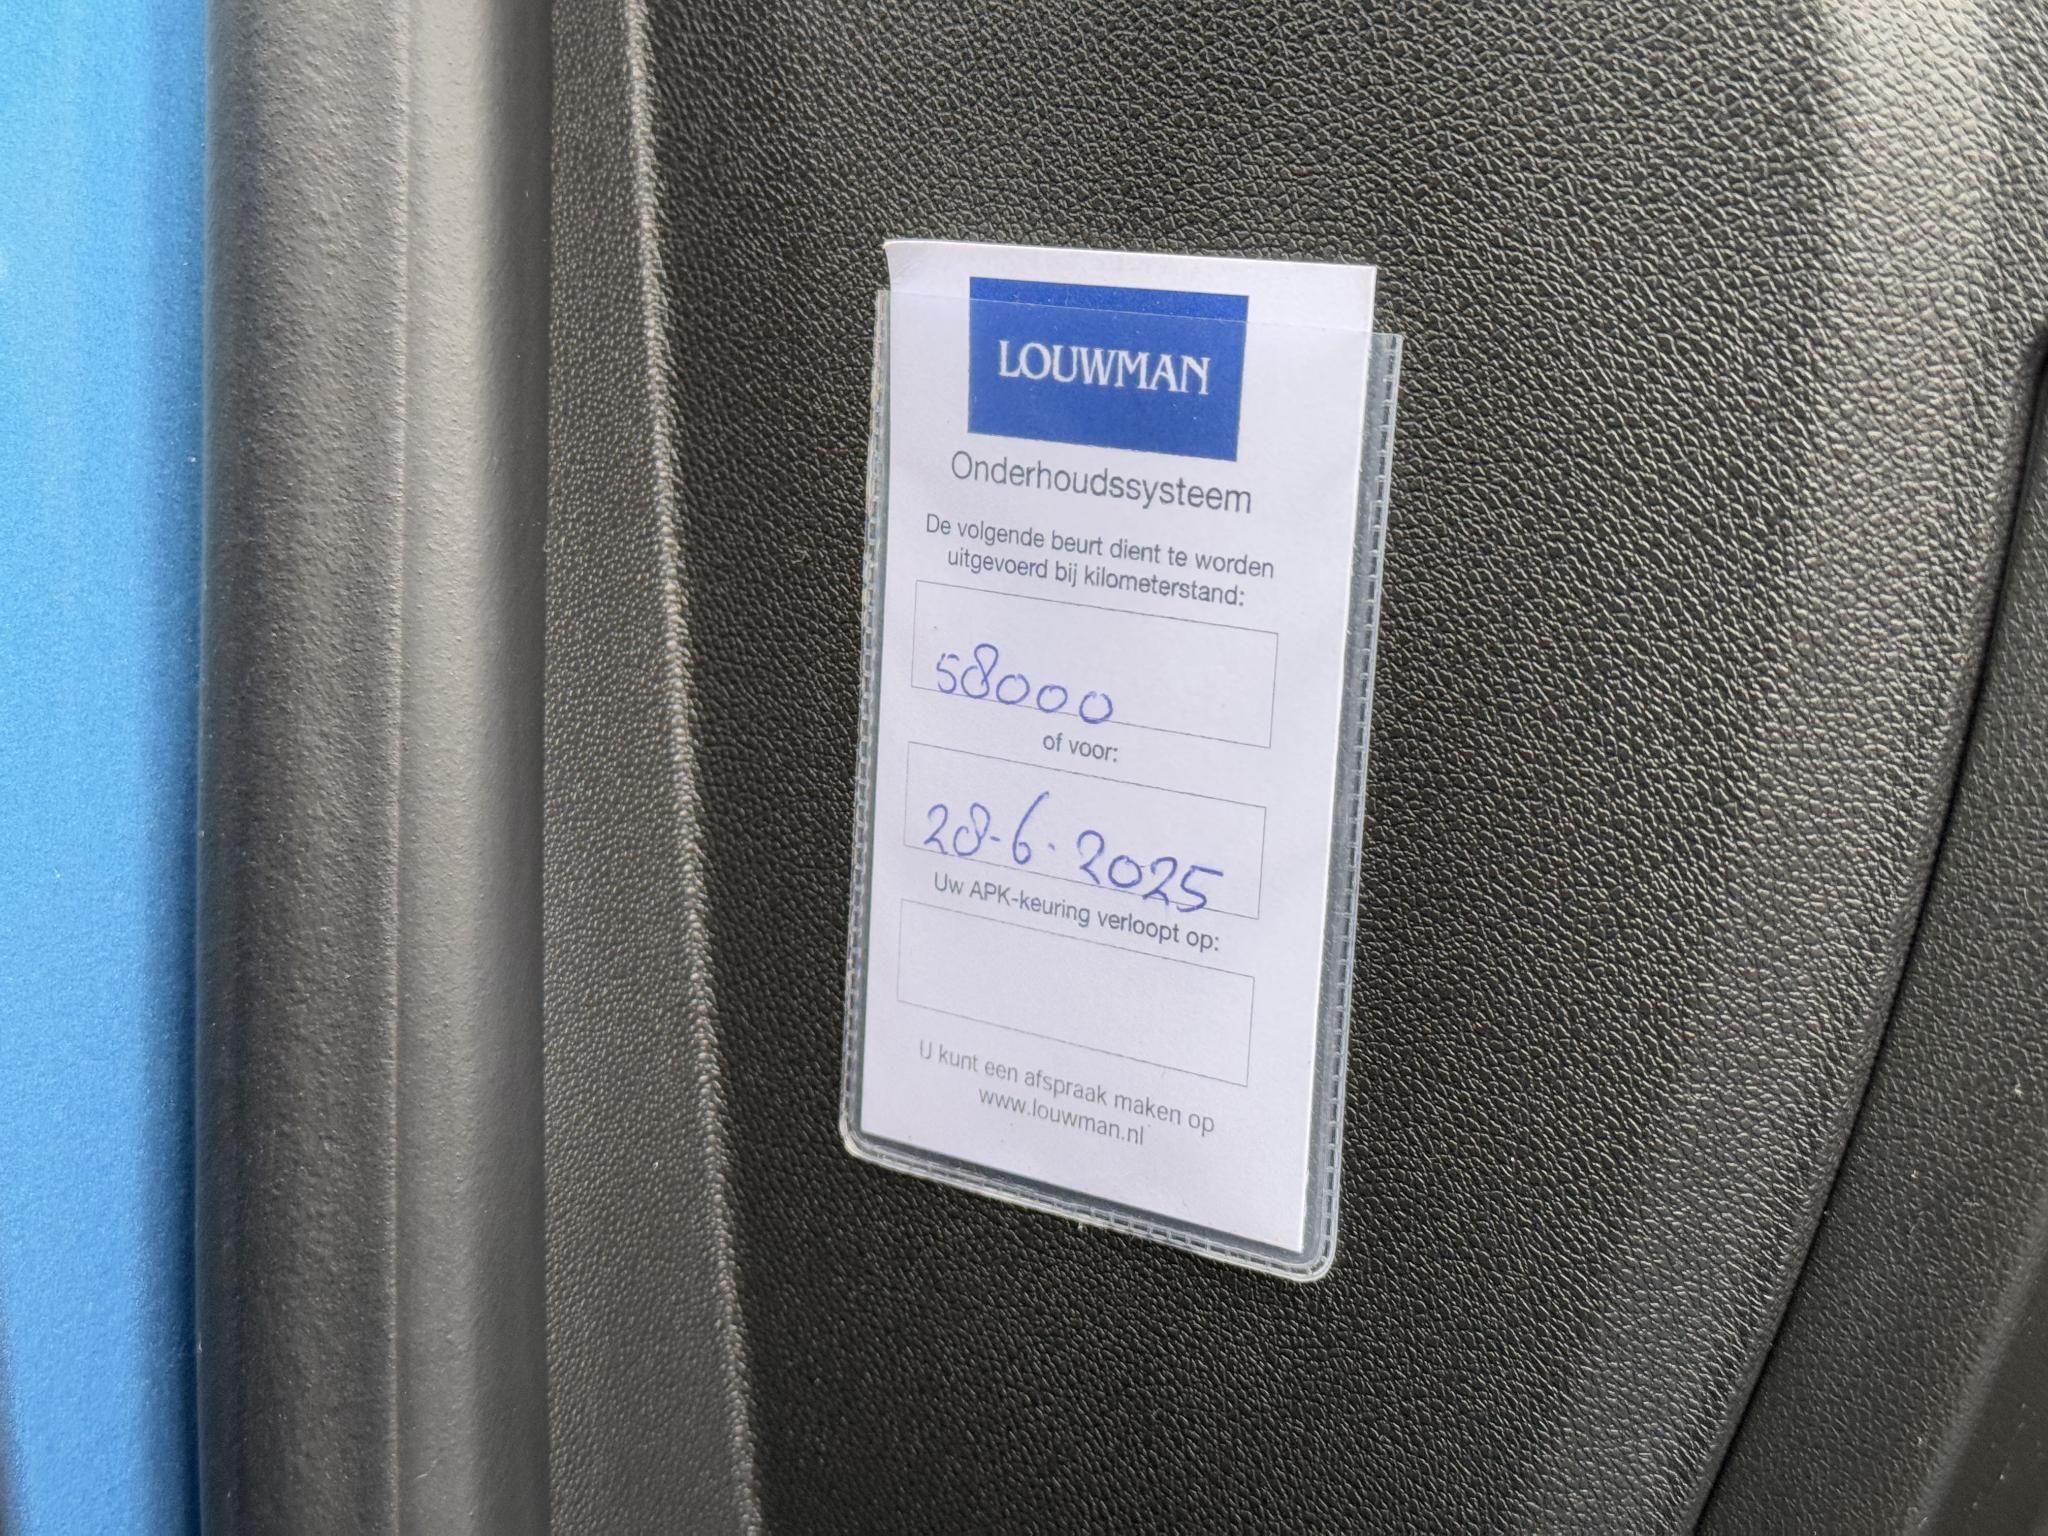 LOUWMAN
Onderhoudssysteem
De volgende beurt dient te worden
uitgevoerd bij kilometerstand:
58000
of voor:
28-6-2025
Uw APK-keuring verloopt op:
U kunt een afspraak maken op
www.louwman.nl